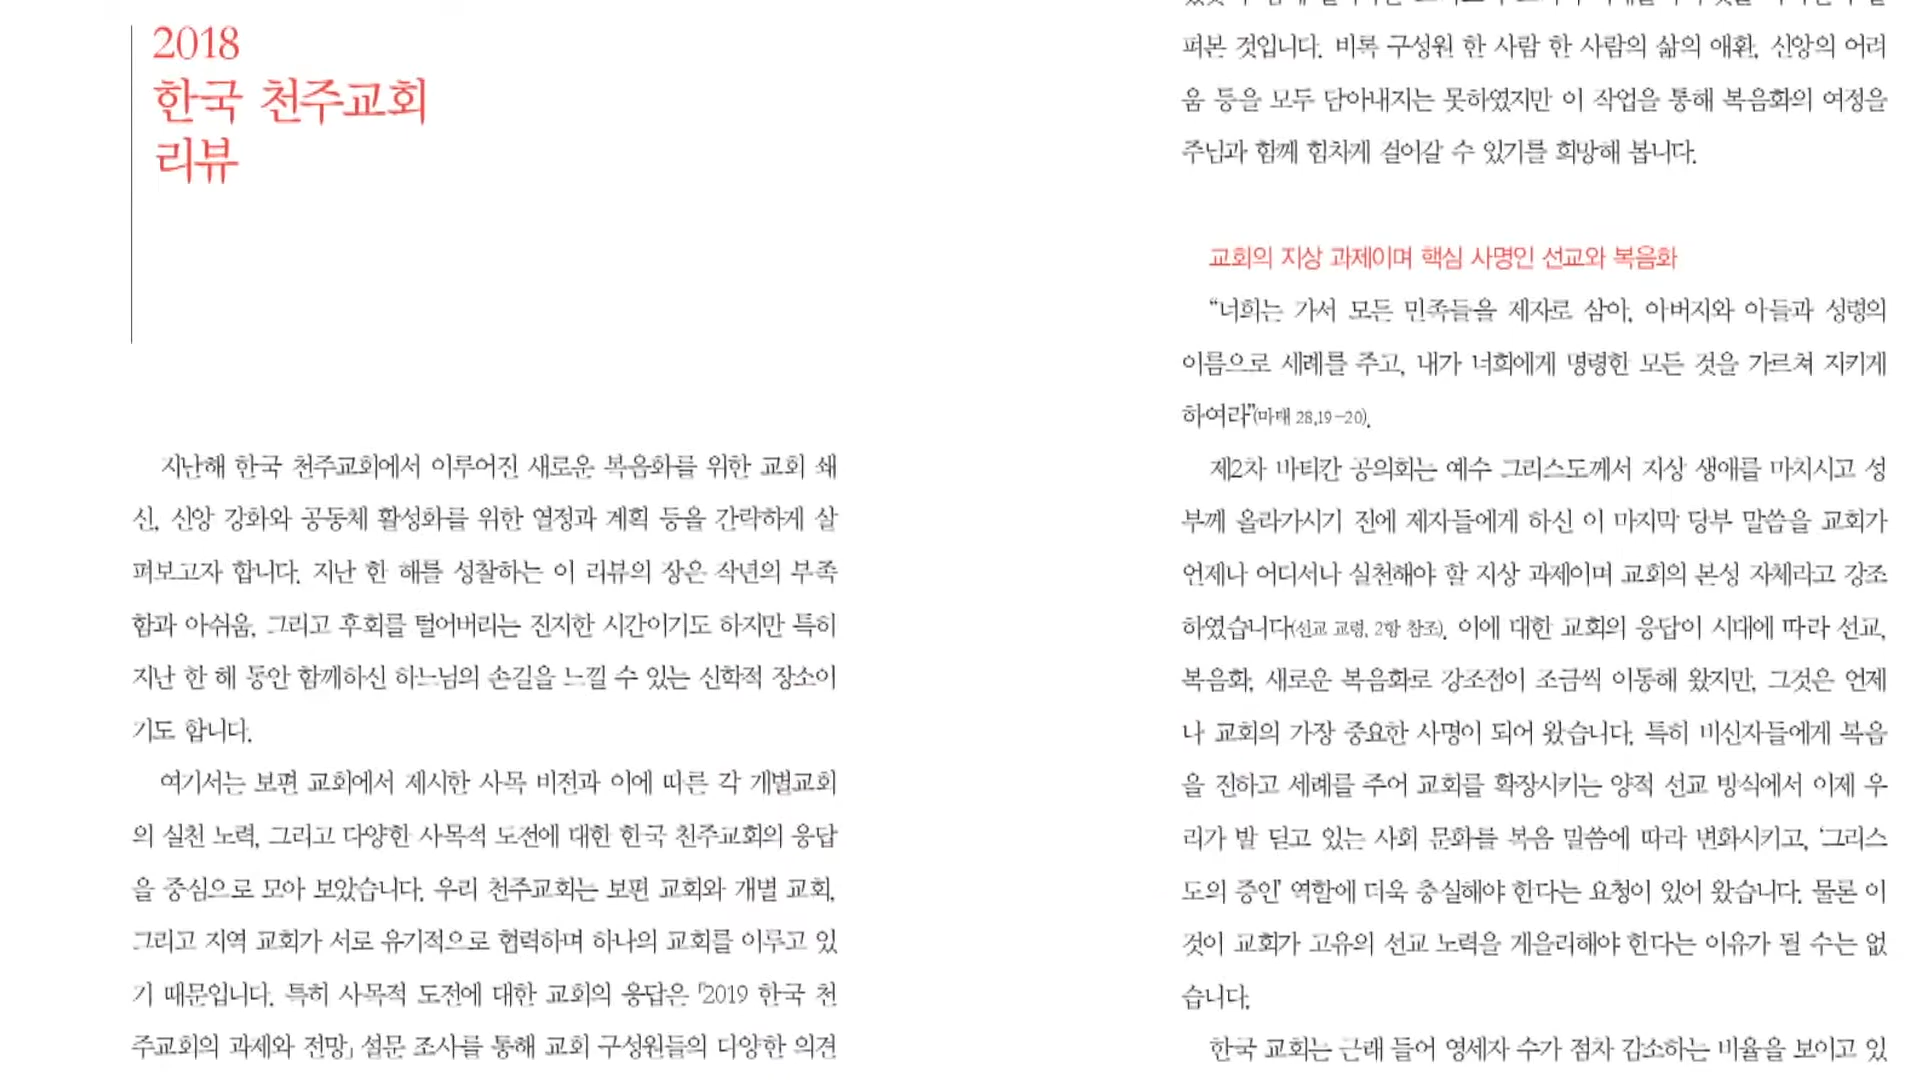 2018
한국 천주교회
리뷰
지난해 한국 천주교회에서 이루어진 새로운 복음화를 위한 교회 쇄
신, 신앙 강화와 공동체 활성화를 위한 열정과 계획 등을 간략하게 살
펴보고자 합니다. 지난 한 해를 성찰하는 이 리뷰의 장은 작년의 부족
함과 아쉬움, 그리고 후회를 털어버리는 진지한 시간이기도 하지만 특히
지난 한 해 동안 함께하신 하느님의 손길을 느낄 수 있는 신학적 장소이
기도 합니다.
여기서는 보편 교회에서 제시한 사목 비전과 이에 따른 각 개별교회
의 실천 노력, 그리고 다양한 사목적 도전에 대한 한국 천주교회의 응답
을 중심으로 모아 보았습니다. 우리 천주교회는 보편 교회와 개별 교회,
그리고 지역 교회가 서로 유기적으로 협력하며 하나의 교회를 이루고 있
기 때문입니다. 특히 사목적 도전에 대한 교회의 응답은 「2019 한국 천
주교회의 과제와 전망」 설문 조사를 통해 교회 구성원들의 다양한 의견
펴본 것입니다. 비록 구성원 한 사람 한 사람의 삶의 애환, 신앙의 어려
움 등을 모두 담아내지는 못하였지만 이 작업을 통해 복음화의 여정을
주님과 함께 힘차게 걸어갈 수 있기를 희망해 봅니다.
교회의 지상 과제이며 핵심 사명인 선교와 복음화
“너희는 가서 모든 민족들을 제자로 삼아, 아버지와 아들과 성령의
이름으로 세례를 주고, 내가 너희에게 명령한 모든 것을 가르쳐 지키게
하여라”(마태 28,19-20).
제2차 바티칸 공의회는 예수 그리스도께서 지상 생애를 마치시고 성
부께 올라가시기 전에 제자들에게 하신 이 마지막 당부 말씀을 교회가
언제나 어디서나 실천해야 할 지상 과제이며 교회의 본성 자체라고 강조
하였습니다(선교 교령, 2항 참조). 이에 대한 교회의 응답이 시대에 따라 선교,
복음화, 새로운 복음화로 강조점이 조금씩 이동해 왔지만, 그것은 언제
나 교회의 가장 중요한 사명이 되어 왔습니다. 특히 비신자들에게 복음
을 전하고 세례를 주어 교회를 확장시키는 양적 선교 방식에서 이제 우
리가 발 딛고 있는 사회 문화를 복음 말씀에 따라 변화시키고, ‘그리스
도의 증인’ 역할에 더욱 충실해야 한다는 요청이 있어 왔습니다. 물론 이
것이 교회가 고유의 선교 노력을 게을리해야 한다는 이유가 될 수는 없
습니다.
한국 교회는 근래 들어 영세자 수가 점차 감소하는 비율을 보이고 있